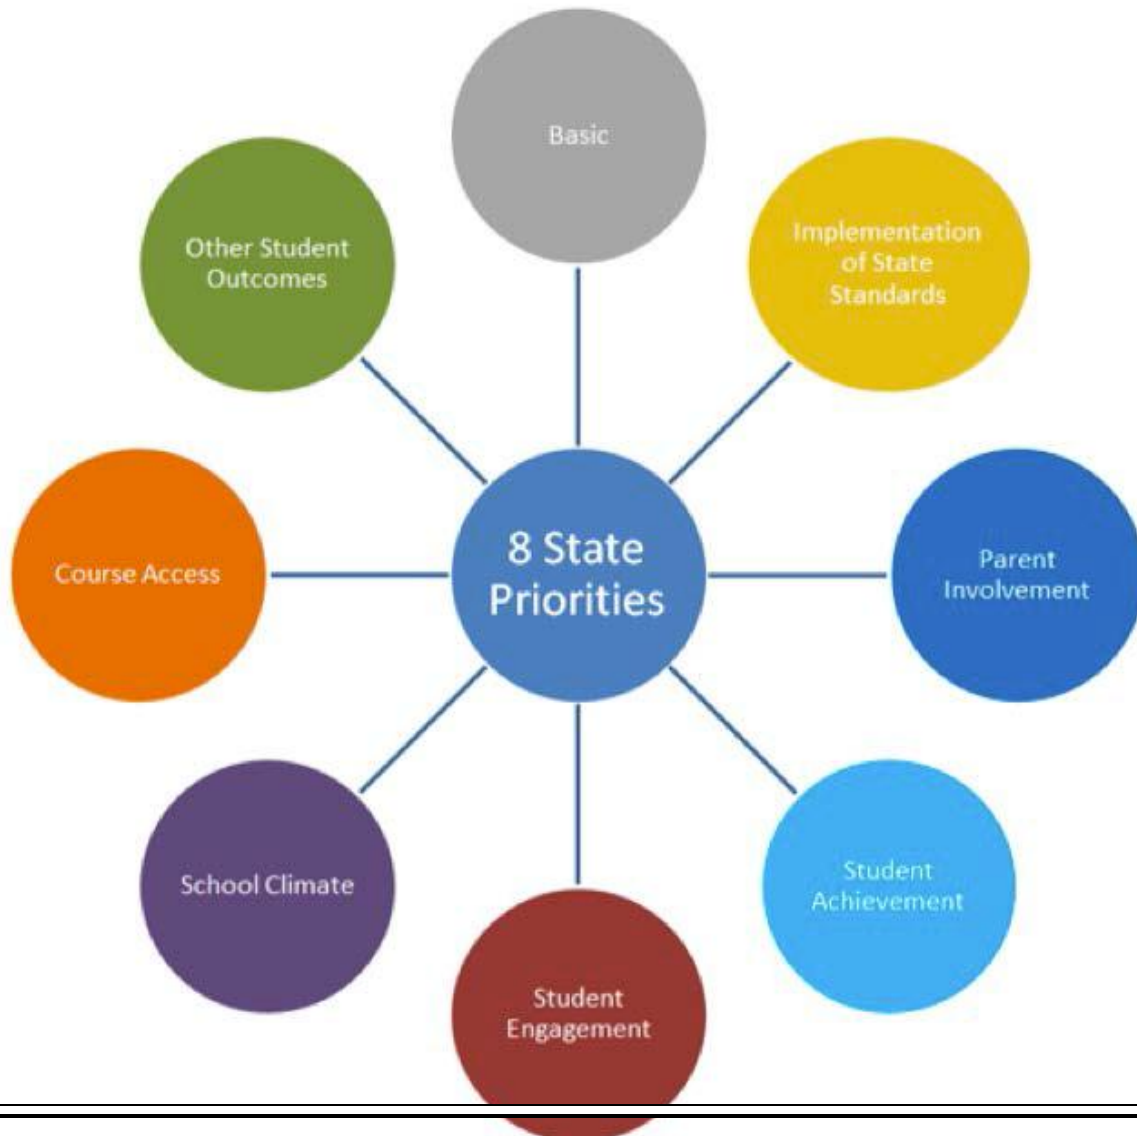 Basic
Implementation
of State
Standards
Parent
Involvement
Student
Achievement
Student
Engagement
School Climate
Course Access
Other Student
Outcomes
8 State
Priorities